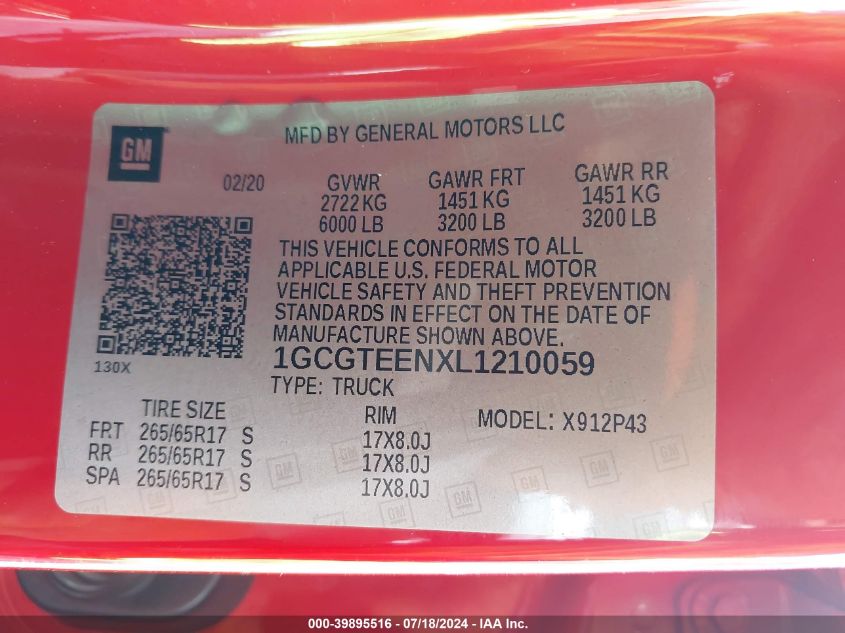 GM
MFD BY GENERAL MOTORS LLC
02/20
GVWR GAWR FRT GAWR RR
2722 KG 1451 KG 1451 KG
6000 LB 3200 LB 3200 LB
THIS VEHICLE CONFORMS TO ALL
APPLICABLE U.S. FEDERAL MOTOR
VEHICLE SAFETY AND THEFT PREVENTION
STANDARDS IN EFFECT ON THE DATE OF
MANUFACTURE SHOWN ABOVE.
130X
1GCGTEENXL1210059
TYPE: TRUCK
TIRE SIZE RIM MODEL: X912P43
FRT 265/65R17 S 17X8.0J
RR 265/65R17 S 17X8.0J
SPA 265/65R17 S 17X8.0J
000-39895516 - 07/18/2024 - IAA Inc.